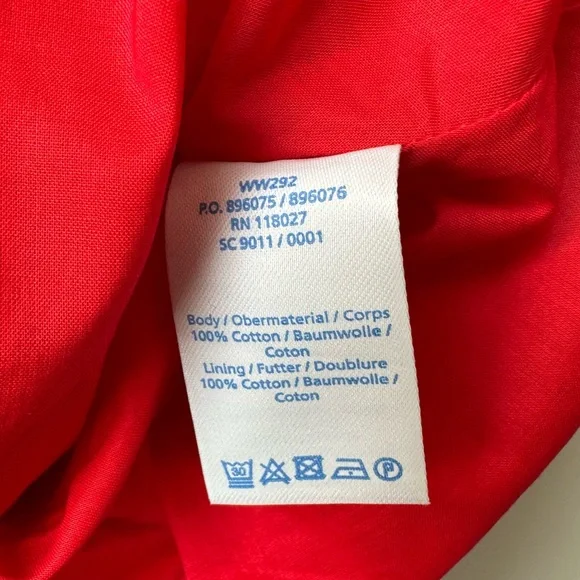 WW292
P.O. 896075 / 896076
RN 118027
SC 9011 / 0001
Body / Obermaterial / Corps
100% Cotton / Baumwolle /
Coton
Lining / Futter / Doublure
100% Cotton / Baumwolle /
Coton
30 P